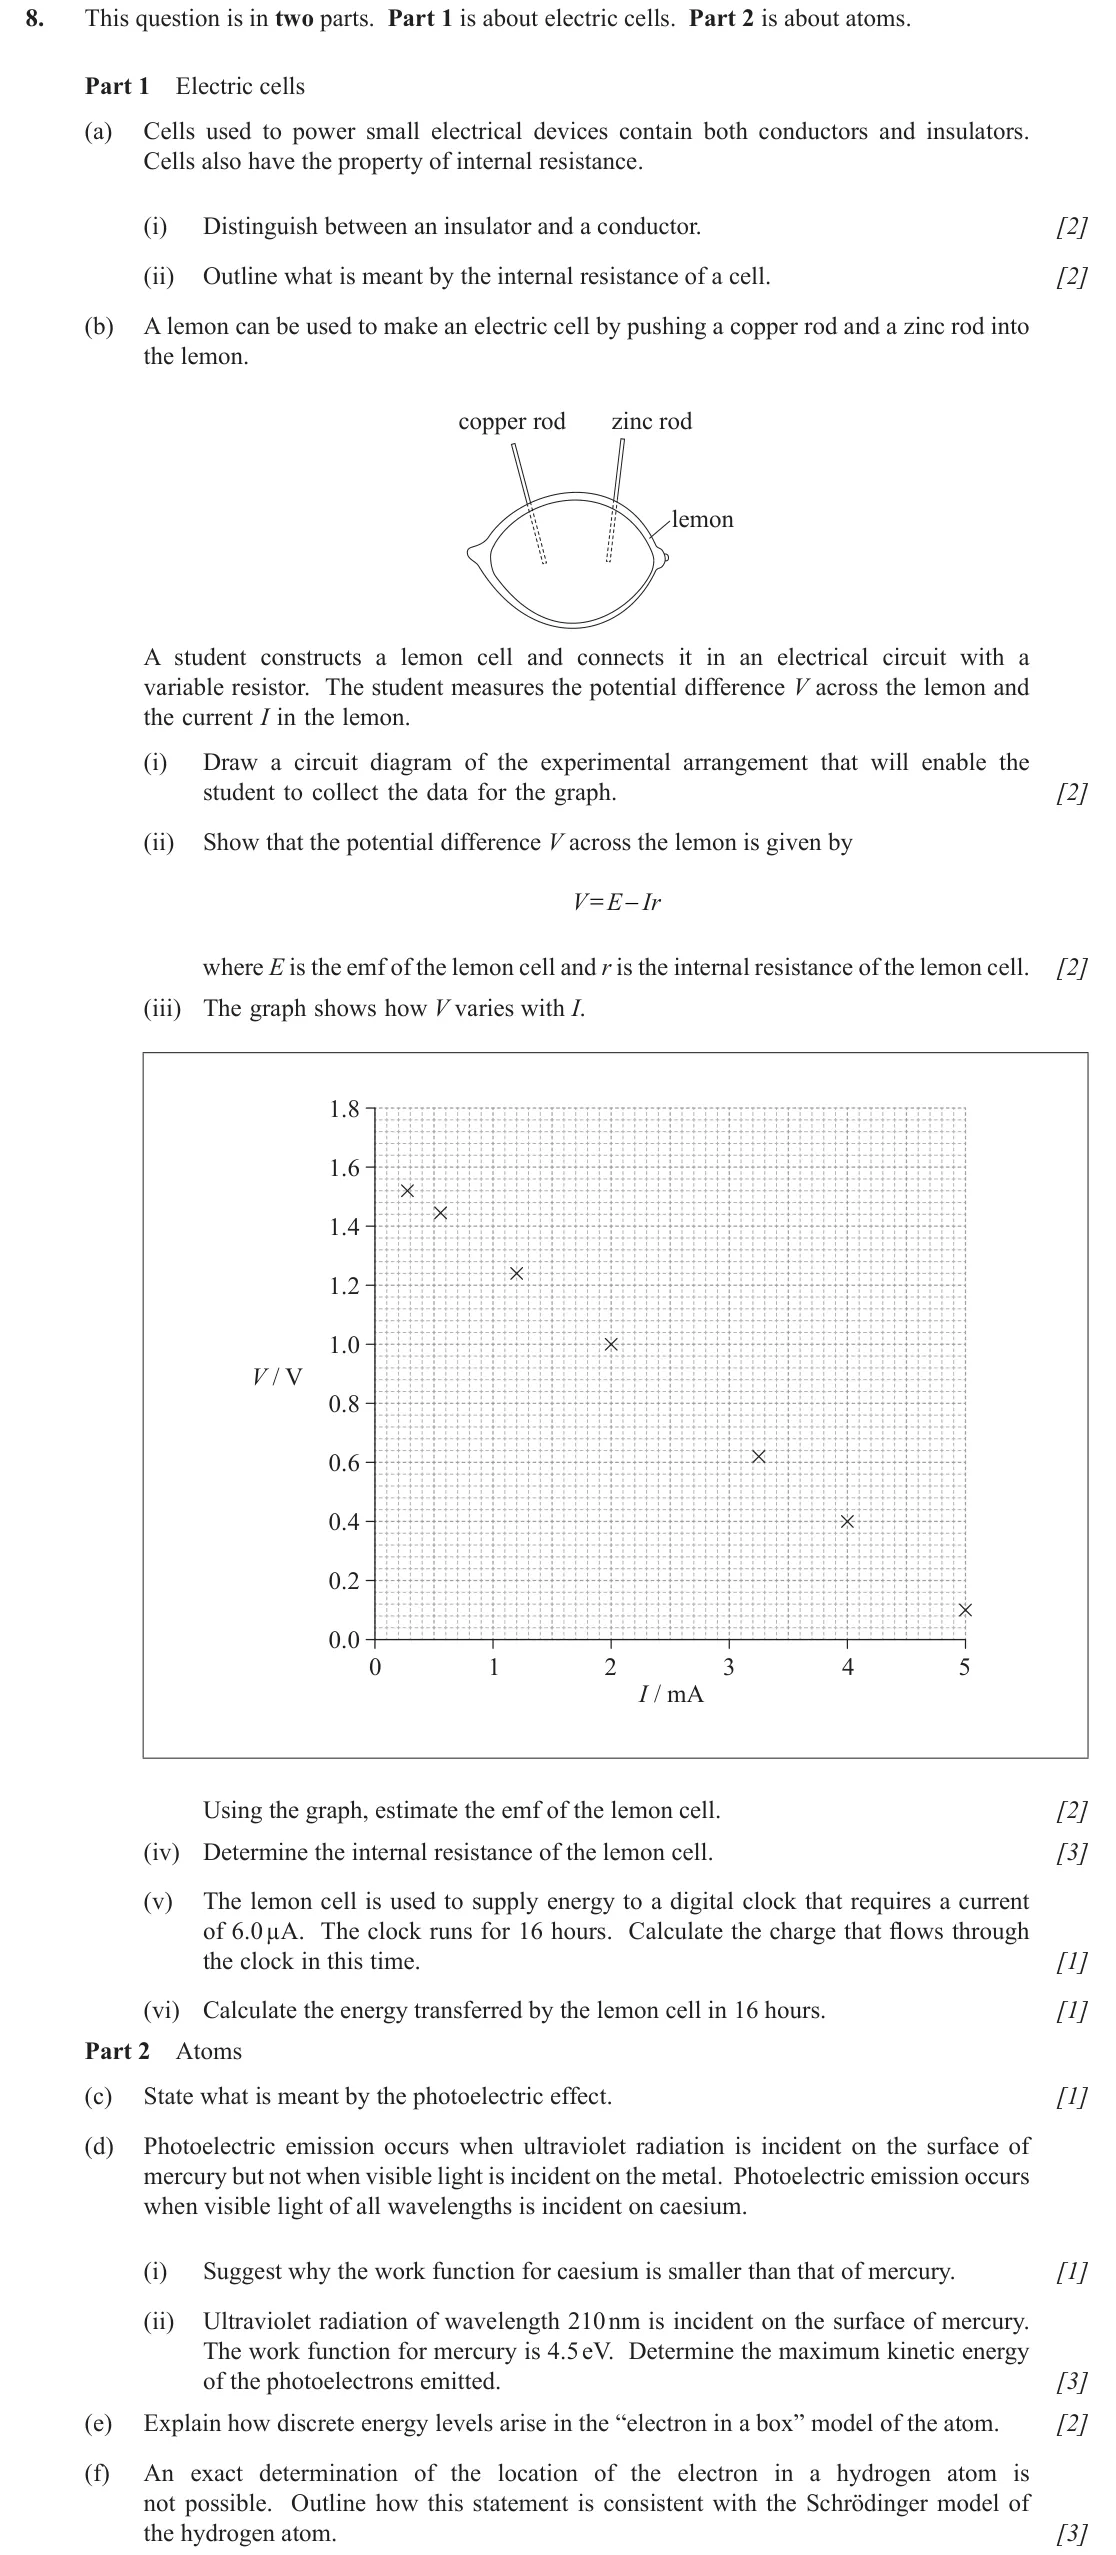 8. This question is in two parts. Part 1 is about electric cells. Part 2 is about atoms.
Part 1 Electric cells
(a) Cells used to power small electrical devices contain both conductors and insulators.
Cells also have the property of internal resistance.
(i) Distinguish between an insulator and a conductor. [2]
(ii) Outline what is meant by the internal resistance of a cell. [2]
(b) A lemon can be used to make an electric cell by pushing a copper rod and a zinc rod into
the lemon.
copper rod zinc rod
lemon
A student constructs a lemon cell and connects it in an electrical circuit with a
variable resistor. The student measures the potential difference V across the lemon and
the current I in the lemon.
(i) Draw a circuit diagram of the experimental arrangement that will enable the
student to collect the data for the graph. [2]
(ii) Show that the potential difference V across the lemon is given by
V=E–Ir
where E is the emf of the lemon cell and r is the internal resistance of the lemon cell. [2]
(iii) The graph shows how V varies with I.
1.8
1.6
1.4
1.2
1.0
V / V
0.8
0.6
0.4
0.2
0.0
0 1 2 3 4 5
I / mA
Using the graph, estimate the emf of the lemon cell. [2]
(iv) Determine the internal resistance of the lemon cell. [3]
(v) The lemon cell is used to supply energy to a digital clock that requires a current
of 6.0 μA. The clock runs for 16 hours. Calculate the charge that flows through
the clock in this time. [1]
(vi) Calculate the energy transferred by the lemon cell in 16 hours. [1]
Part 2 Atoms
(c) State what is meant by the photoelectric effect. [1]
(d) Photoelectric emission occurs when ultraviolet radiation is incident on the surface of
mercury but not when visible light is incident on the metal. Photoelectric emission occurs
when visible light of all wavelengths is incident on caesium.
(i) Suggest why the work function for caesium is smaller than that of mercury. [1]
(ii) Ultraviolet radiation of wavelength 210 nm is incident on the surface of mercury.
The work function for mercury is 4.5 eV. Determine the maximum kinetic energy
of the photoelectrons emitted. [3]
(e) Explain how discrete energy levels arise in the “electron in a box” model of the atom. [2]
(f) An exact determination of the location of the electron in a hydrogen atom is
not possible. Outline how this statement is consistent with the Schrödinger model of
the hydrogen atom. [3]